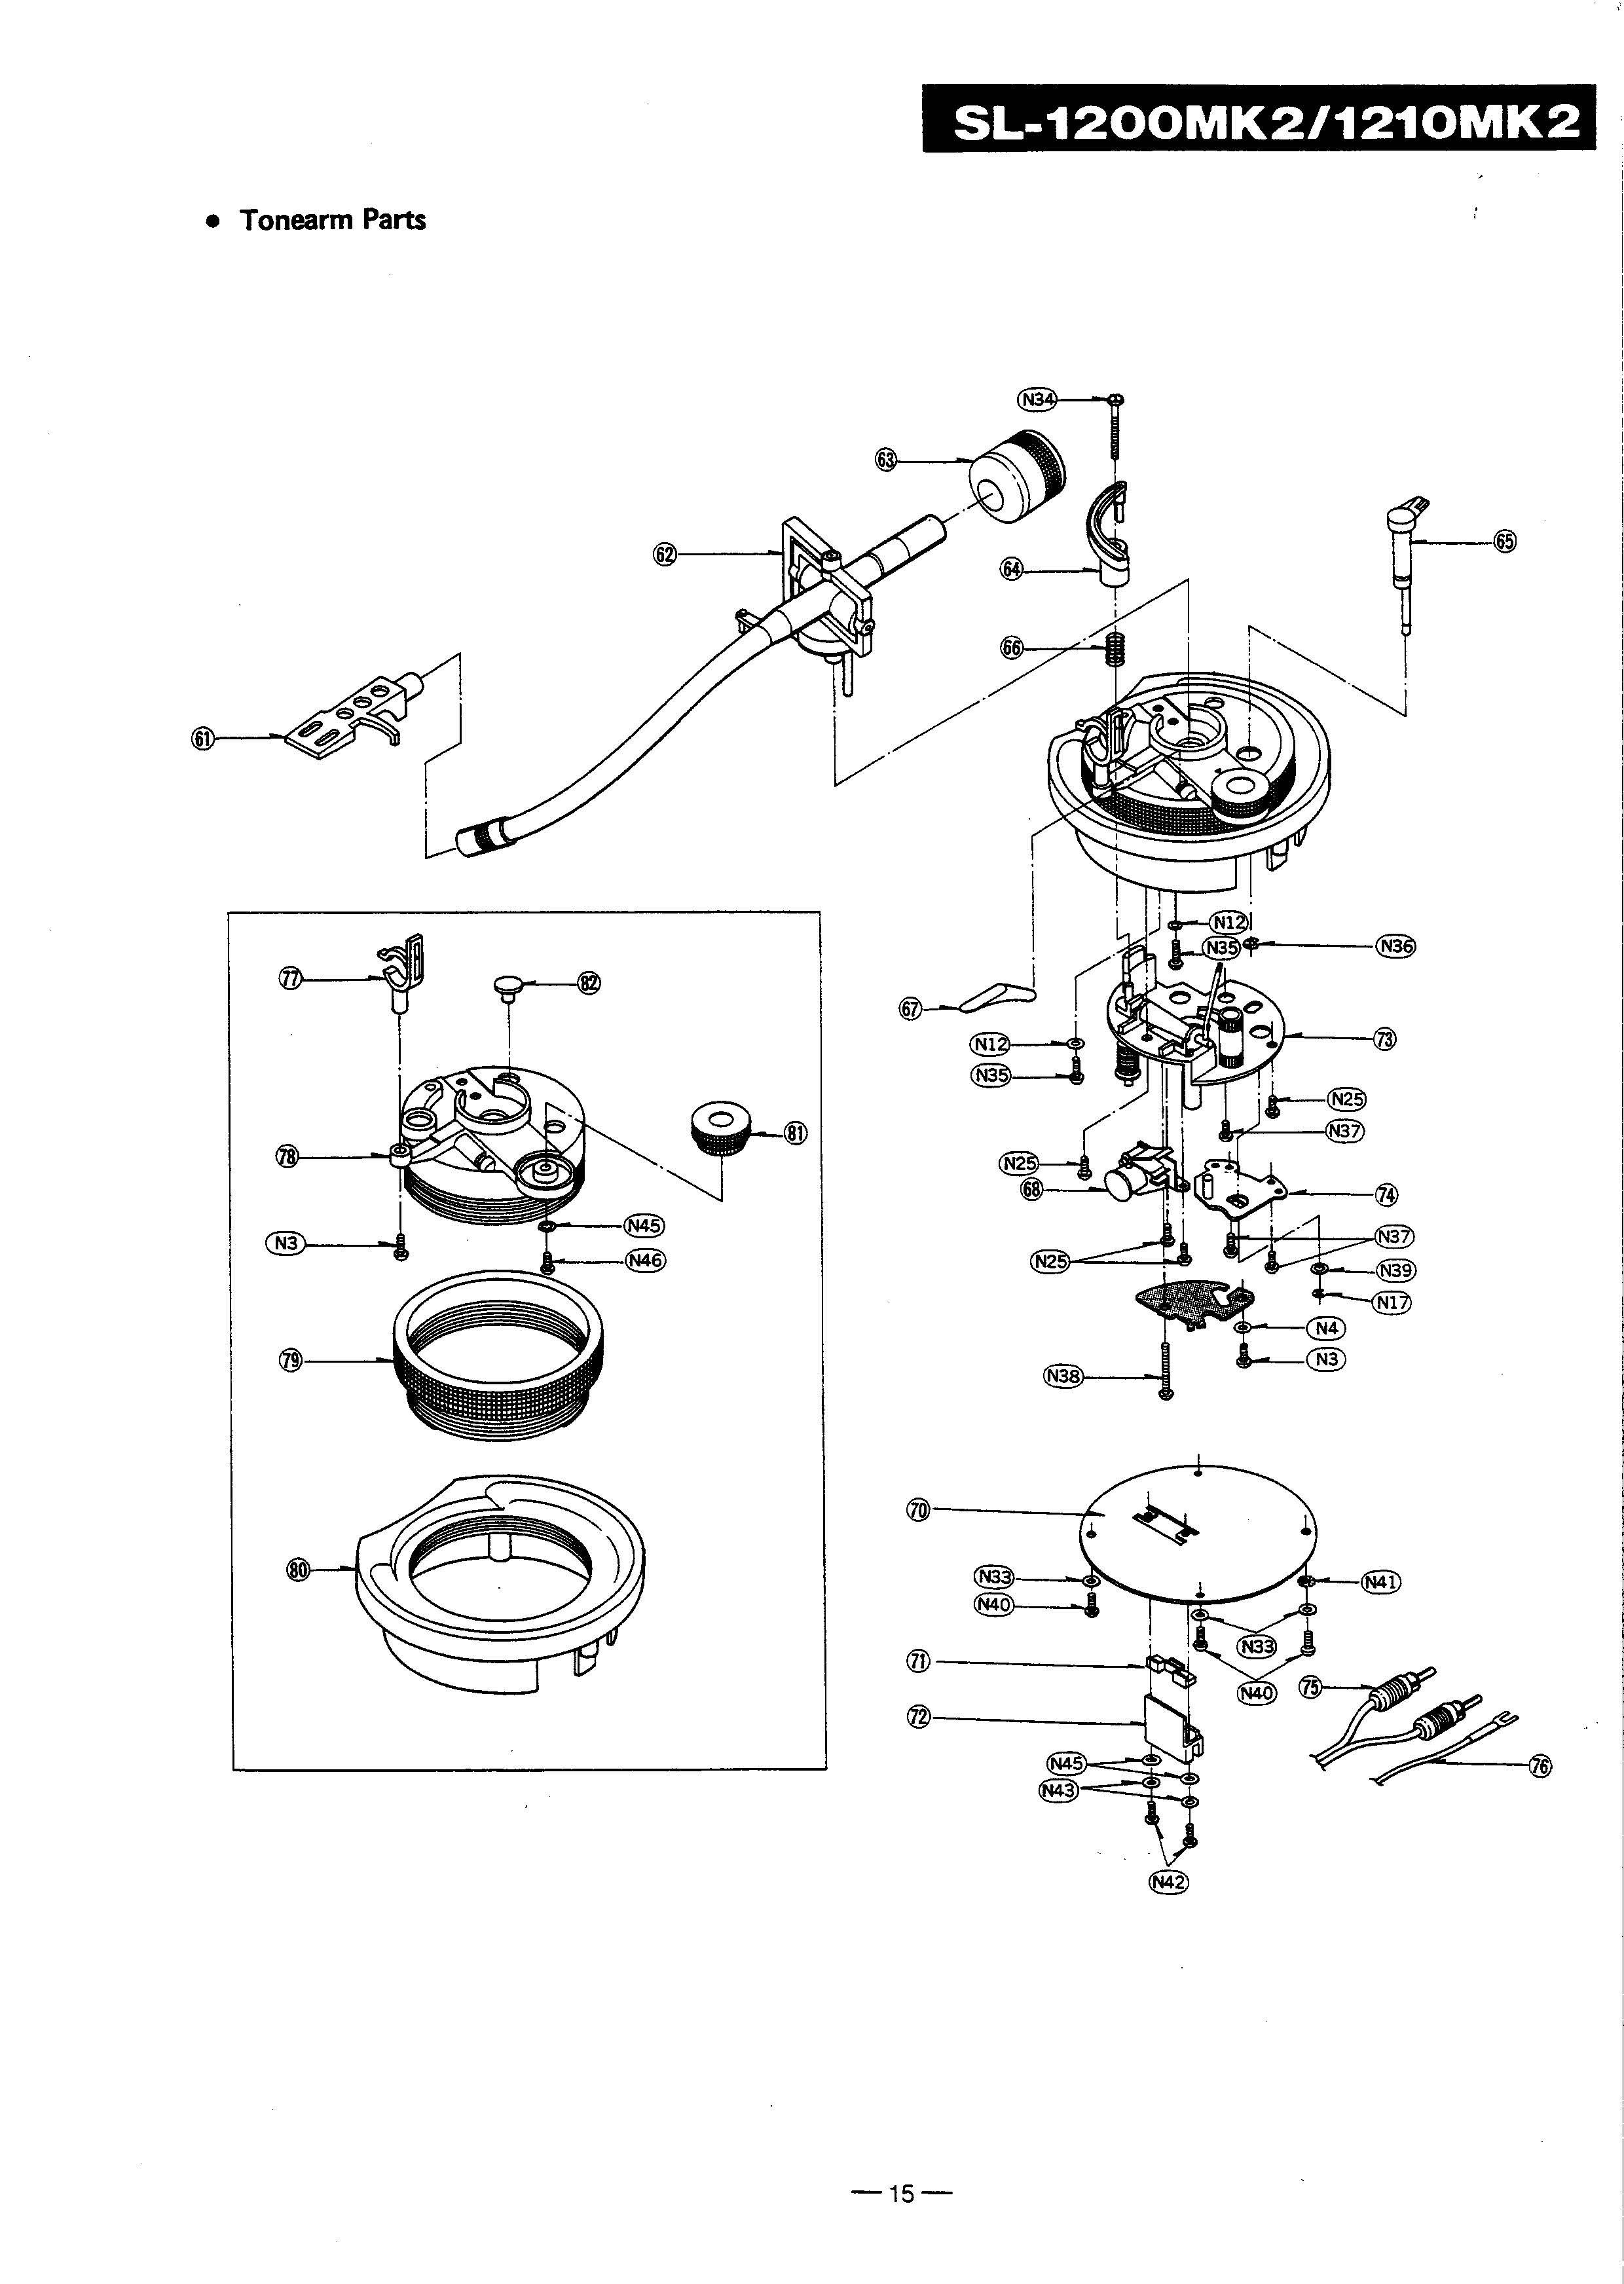 SL-1200MK2/1210MK2
• Tonearm Parts
N34
63
62
64
65
66
61
N12
N35
N36
77
82
67
N12
73
N35
N25
81
N37
78
N25
68
74
N45
N3
N37
N46
N25
N39
N17
N4
79
N3
N38
70
80
N33
N41
N40
N33
71
N40
75
72
N45
76
N43
N42
— 15 —